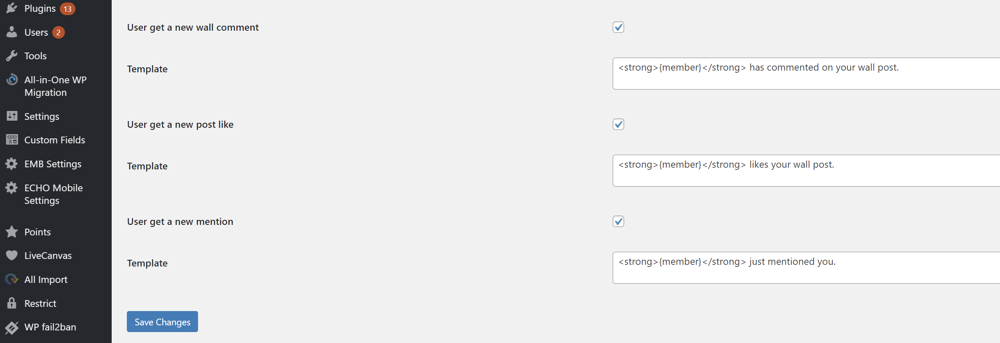 Plugins 13
Users 2
Tools
All-in-One WP
Migration
Settings
Custom Fields
EMB Settings
ECHO Mobile
Settings
Points
LiveCanvas
All Import
Restrict
WP fail2ban
User get a new wall comment
Template
<strong>{member}</strong> has commented on your wall post.
User get a new post like
Template
<strong>{member}</strong> likes your wall post.
User get a new mention
Template
<strong>{member}</strong> just mentioned you.
Save Changes